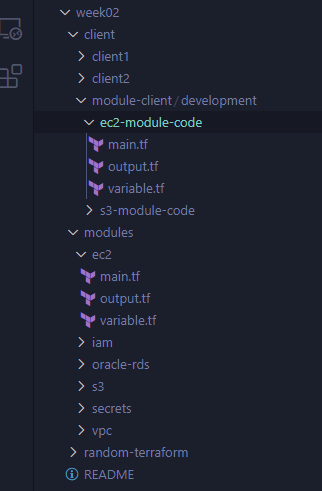 week02
client
client1
client2
module-client / development
ec2-module-code
main.tf
output.tf
variable.tf
s3-module-code
modules
ec2
main.tf
output.tf
variable.tf
iam
oracle-rds
s3
secrets
vpc
random-terraform
README